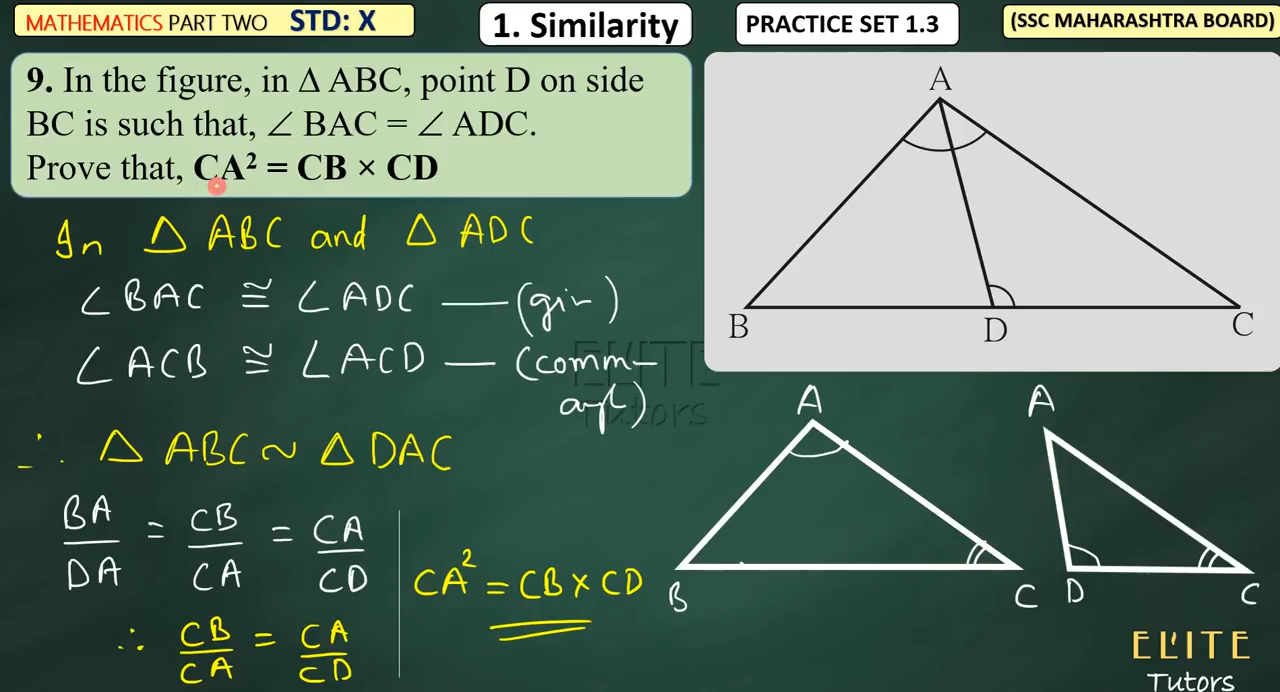 MATHEMATICS PART TWO STD: X
1. Similarity
PRACTICE SET 1.3
(SSC MAHARASHTRA BOARD)
9. In the figure, in Δ ABC, point D on side
BC is such that, ∠ BAC = ∠ ADC.
Prove that, CA² = CB × CD
A
B
D
C
In Δ ABC and Δ ADC
∠BAC ≅ ∠ADC —
∠ACB ≅ ∠ACD — (comm-
∴ Δ ABC ~ Δ DAC
BA/DA = CB/CA = CA/CD
∴ CB/CA = CA/CD
CA² = CB × CD
A
B
C
A
D
C
ELITE
Tutors
ELITE
Tutors